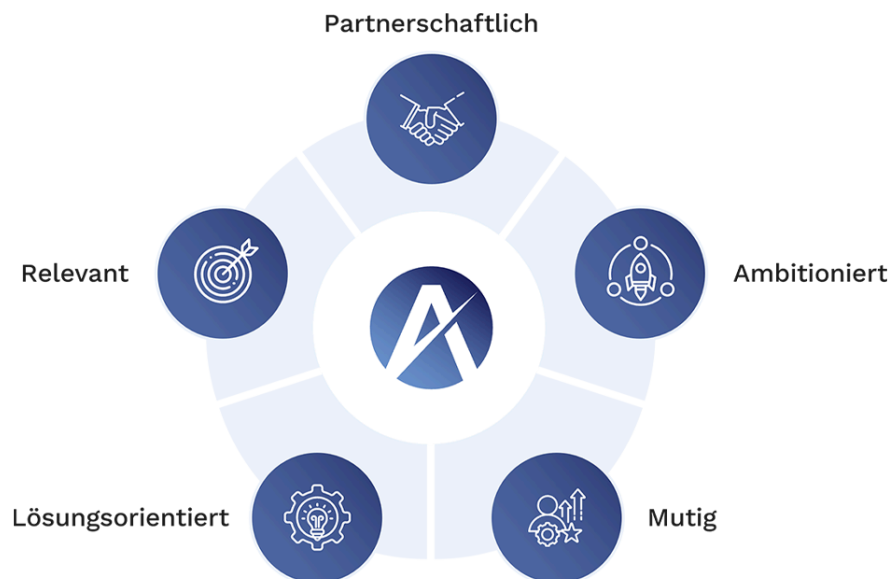 Partnerschaftlich
Relevant
Ambitioniert
Lösungsorientiert
Mutig